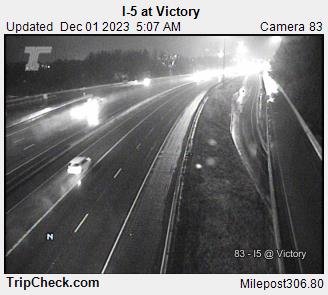 I-5 at Victory
Updated  Dec 01 2023  5:07 AM
Camera 83
T
N
83 - I5 @ Victory
TripCheck.com
Milepost306.80